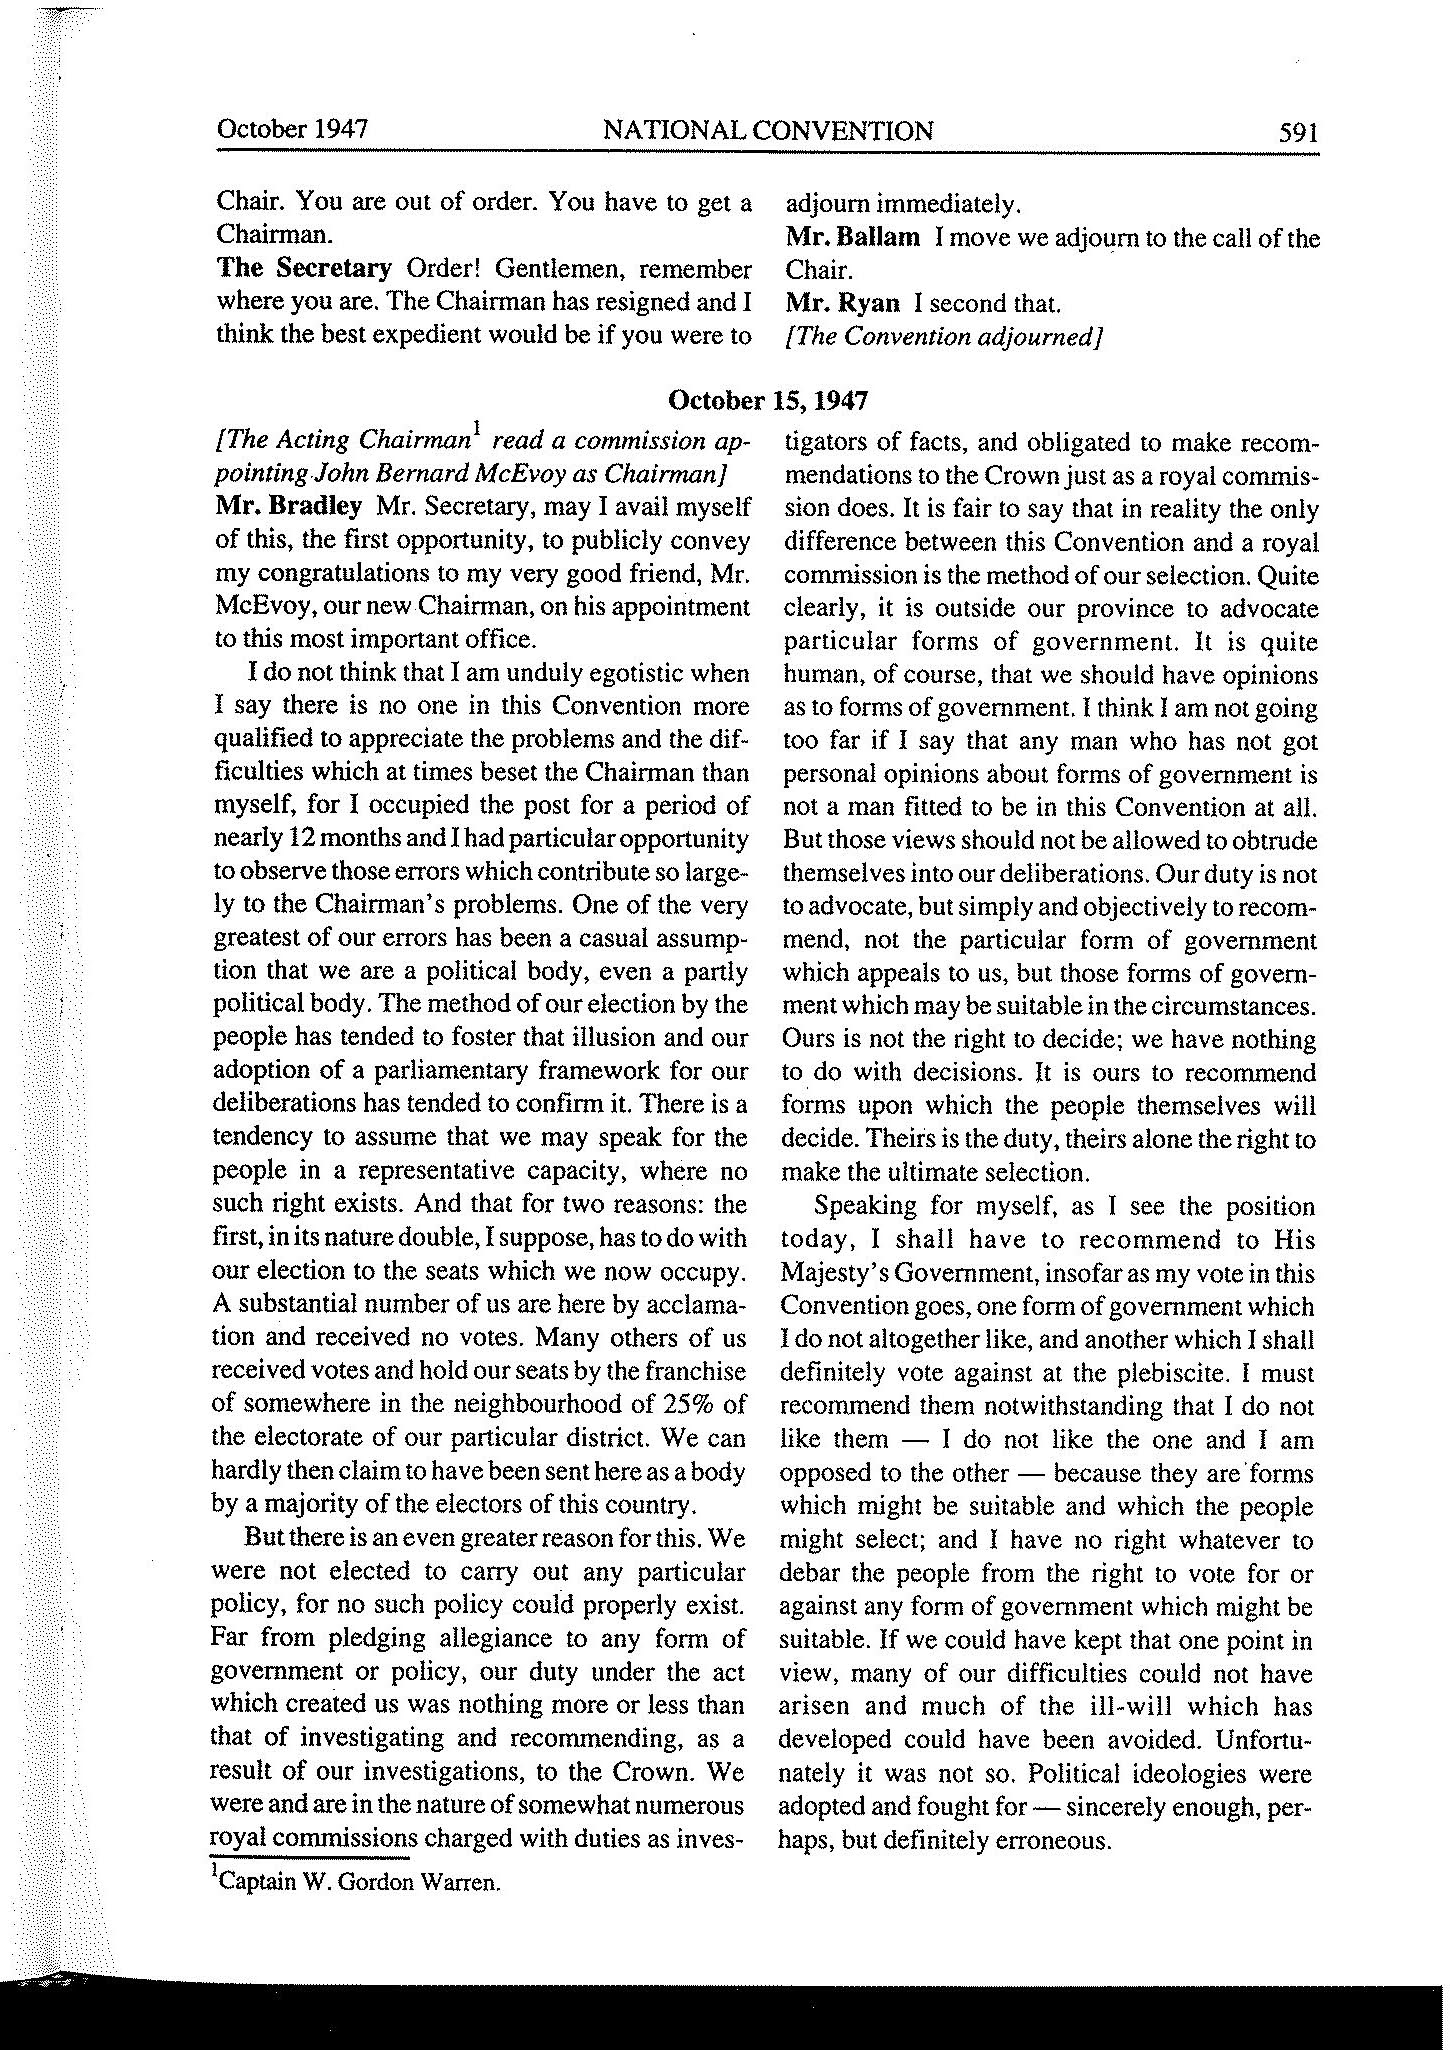 October 1947 NATIONAL CONVENTION 591
Chair. You are out of order. You have to get a
Chairman.
The Secretary Order! Gentlemen, remember
where you are. The Chairman has resigned and I
think the best expedient would be if you were to
adjourn immediately.
Mr. Ballam I move we adjourn to the call of the
Chair.
Mr. Ryan I second that.
[The Convention adjourned]
October 15, 1947
[The Acting Chairman1 read a commission ap-
pointing John Bernard McEvoy as Chairman]
Mr. Bradley Mr. Secretary, may I avail myself
of this, the first opportunity, to publicly convey
my congratulations to my very good friend, Mr.
McEvoy, our new Chairman, on his appointment
to this most important office.
I do not think that I am unduly egotistic when
I say there is no one in this Convention more
qualified to appreciate the problems and the dif-
ficulties which at times beset the Chairman than
myself, for I occupied the post for a period of
nearly 12 months and I had particular opportunity
to observe those errors which contribute so large-
ly to the Chairman's problems. One of the very
greatest of our errors has been a casual assump-
tion that we are a political body, even a partly
political body. The method of our election by the
people has tended to foster that illusion and our
adoption of a parliamentary framework for our
deliberations has tended to confirm it. There is a
tendency to assume that we may speak for the
people in a representative capacity, where no
such right exists. And that for two reasons: the
first, in its nature double, I suppose, has to do with
our election to the seats which we now occupy.
A substantial number of us are here by acclama-
tion and received no votes. Many others of us
received votes and hold our seats by the franchise
of somewhere in the neighbourhood of 25% of
the electorate of our particular district. We can
hardly then claim to have been sent here as a body
by a majority of the electors of this country.
But there is an even greater reason for this. We
were not elected to carry out any particular
policy, for no such policy could properly exist.
Far from pledging allegiance to any form of
government or policy, our duty under the act
which created us was nothing more or less than
that of investigating and recommending, as a
result of our investigations, to the Crown. We
were and are in the nature of somewhat numerous
royal commissions charged with duties as inves-
tigators of facts, and obligated to make recom-
mendations to the Crown just as a royal commis-
sion does. It is fair to say that in reality the only
difference between this Convention and a royal
commission is the method of our selection. Quite
clearly, it is outside our province to advocate
particular forms of government. It is quite
human, of course, that we should have opinions
as to forms of government. I think I am not going
too far if I say that any man who has not got
personal opinions about forms of government is
not a man fitted to be in this Convention at all.
But those views should not be allowed to obtrude
themselves into our deliberations. Our duty is not
to advocate, but simply and objectively to recom-
mend, not the particular form of government
which appeals to us, but those forms of govern-
ment which may be suitable in the circumstances.
Ours is not the right to decide; we have nothing
to do with decisions. It is ours to recommend
forms upon which the people themselves will
decide. Theirs is the duty, theirs alone the right to
make the ultimate selection.
Speaking for myself, as I see the position
today, I shall have to recommend to His
Majesty's Government, insofar as my vote in this
Convention goes, one form of government which
I do not altogether like, and another which I shall
definitely vote against at the plebiscite. I must
recommend them notwithstanding that I do not
like them — I do not like the one and I am
opposed to the other — because they are forms
which might be suitable and which the people
might select; and I have no right whatever to
debar the people from the right to vote for or
against any form of government which might be
suitable. If we could have kept that one point in
view, many of our difficulties could not have
arisen and much of the ill-will which has
developed could have been avoided. Unfortu-
nately it was not so. Political ideologies were
adopted and fought for — sincerely enough, per-
haps, but definitely erroneous.
1Captain W. Gordon Warren.